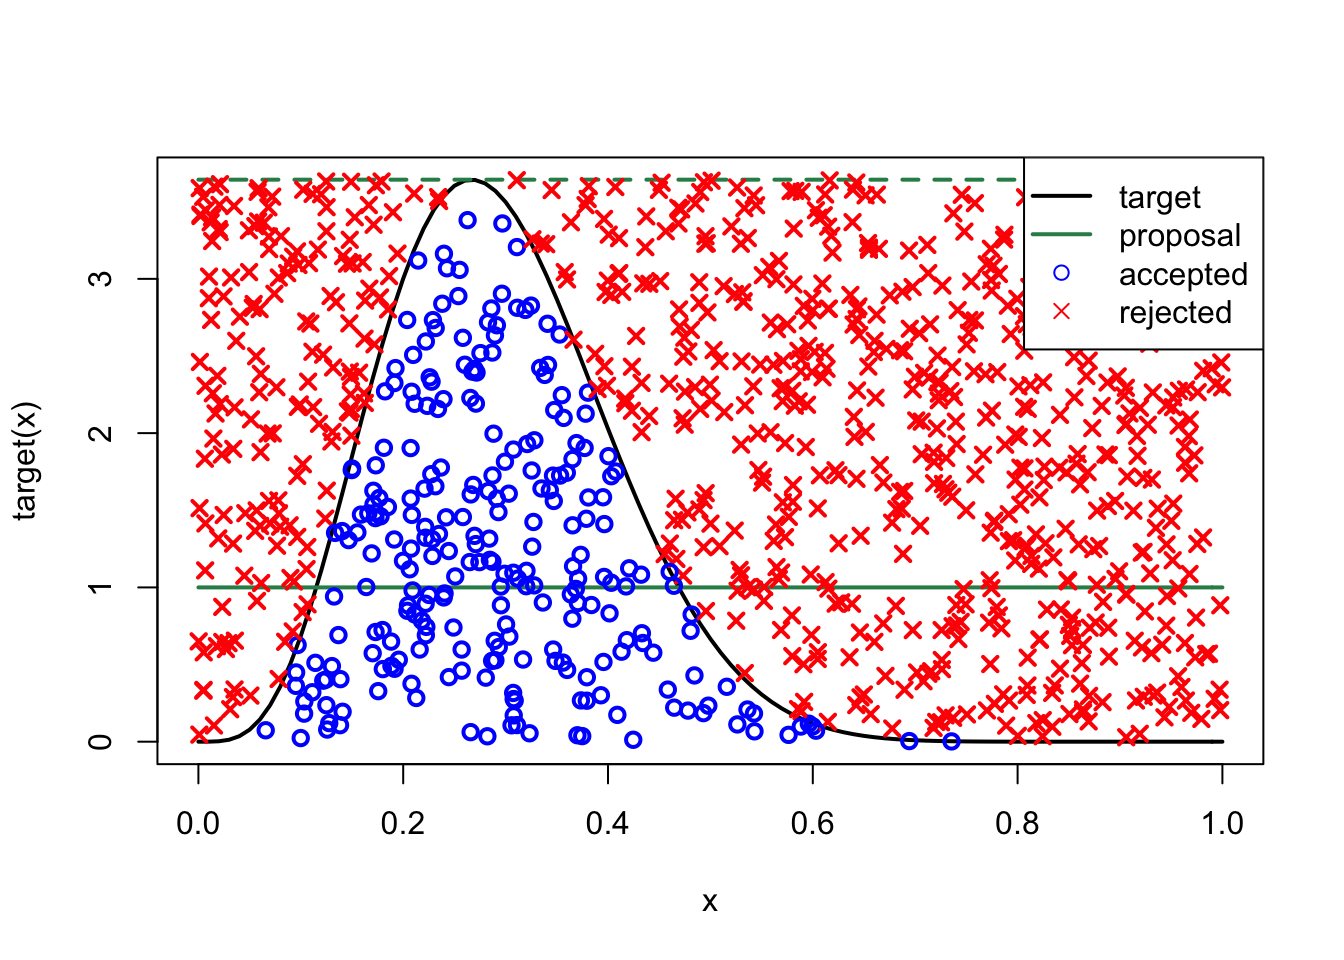 target
proposal
accepted
rejected
target(x)
3
2
1
0
0.0 0.2 0.4 0.6 0.8 1.0
x